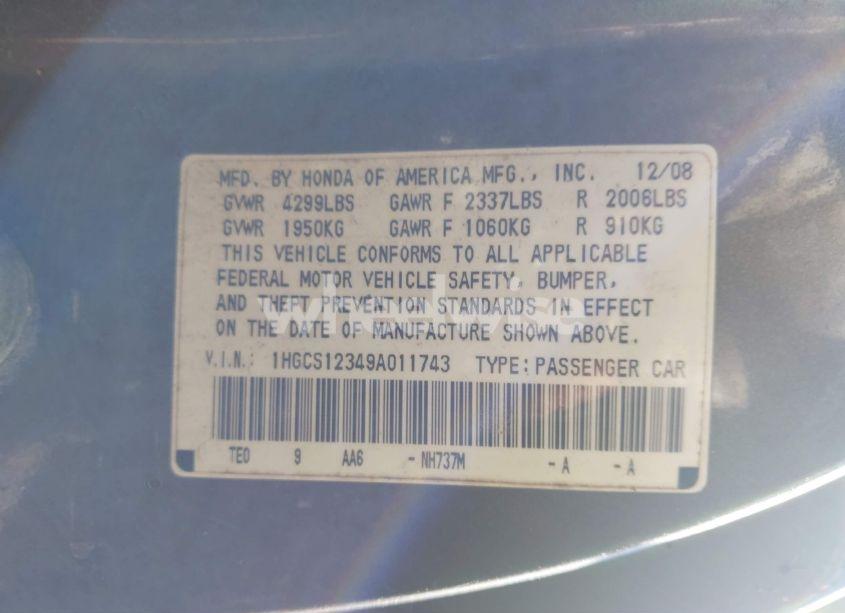 MFD. BY HONDA OF AMERICA MFG., INC. 12/08
GVWR 4299LBS GAWR F 2337LBS R 2006LBS
GVWR 1950KG GAWR F 1060KG R 910KG
THIS VEHICLE CONFORMS TO ALL APPLICABLE
FEDERAL MOTOR VEHICLE SAFETY, BUMPER,
AND THEFT PREVENTION STANDARDS IN EFFECT
ON THE DATE OF MANUFACTURE SHOWN ABOVE.
V.I.N.: 1HGCS12349A011743 TYPE: PASSENGER CAR
TE0 9 AA6 - NH737M - A - A
wheelwise